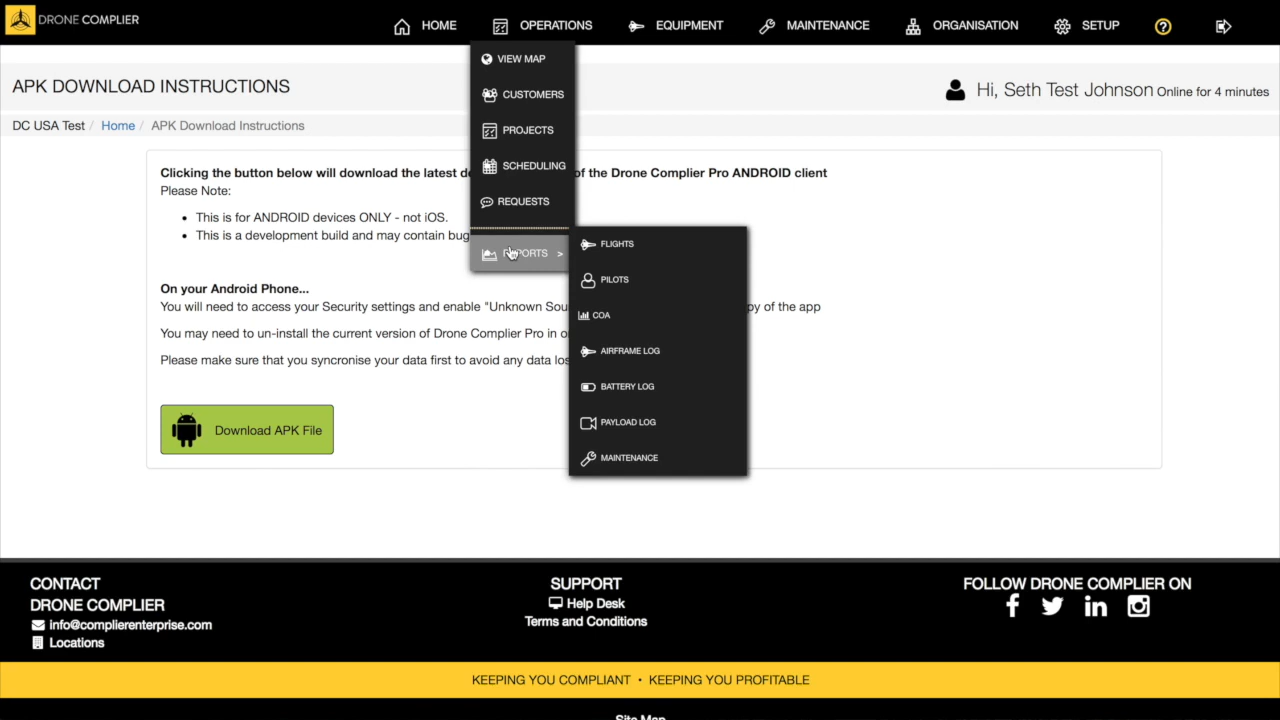 DRONE COMPLIER
HOME
OPERATIONS
EQUIPMENT
MAINTENANCE
ORGANISATION
SETUP
?
VIEW MAP
CUSTOMERS
PROJECTS
SCHEDULING
REQUESTS
>
FLIGHTS
PILOTS
COA
AIRFRAME LOG
BATTERY LOG
PAYLOAD LOG
MAINTENANCE
APK DOWNLOAD INSTRUCTIONS
Hi, Seth Test Johnson Online for 4 minutes
DC USA Test / Home / APK Download Instructions
Clicking the button below will download the latest of the Drone Complier Pro ANDROID client
Please Note:
• This is for ANDROID devices ONLY - not iOS.
• This is a development build and may contain
On your Android Phone...
You will need to access your Security settings and enable "Unknown of the app
You may need to un-install the current version of Drone Complier Pro in
Please make sure that you syncronise your data first to avoid any data
Download APK File
CONTACT
DRONE COMPLIER
info@complierenterprise.com
Locations
SUPPORT
Help Desk
Terms and Conditions
FOLLOW DRONE COMPLIER ON
KEEPING YOU COMPLIANT • KEEPING YOU PROFITABLE
Site Map